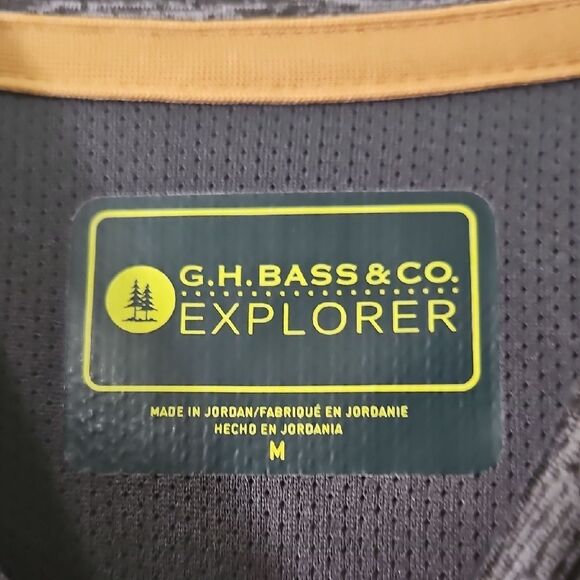 G.H.BASS & CO.
EXPLORER
MADE IN JORDAN/FABRIQUÉ EN JORDANIE
HECHO EN JORDANIA
M